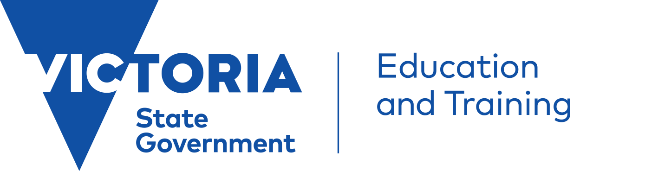 VICTORIA
State
Government
Education
and Training